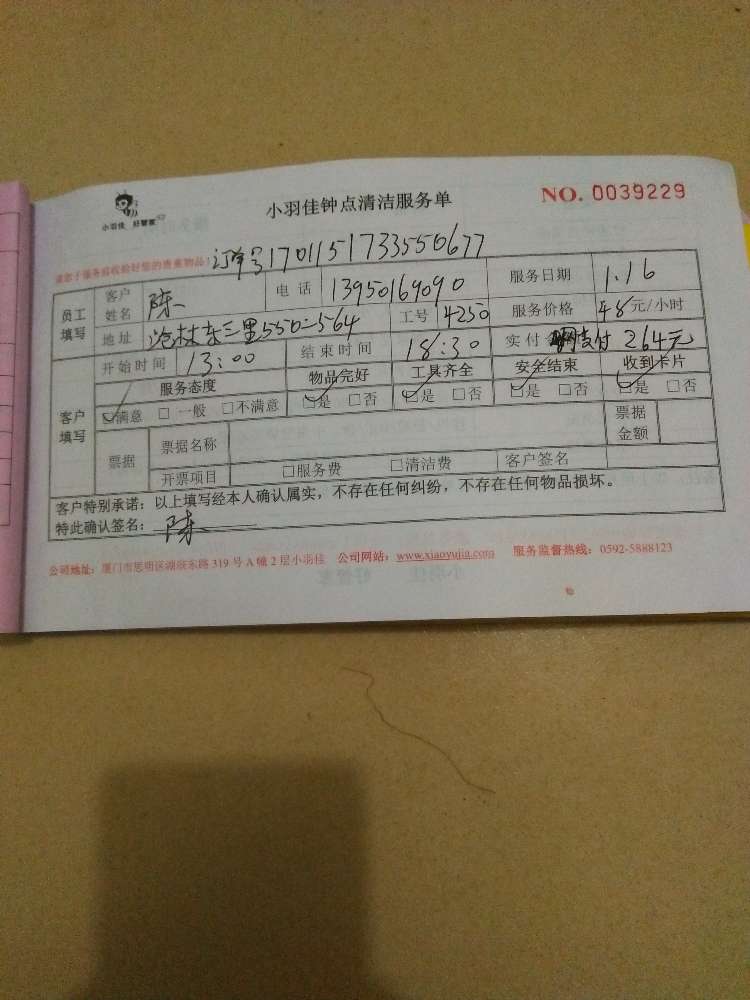 小羽佳 好管家
小羽佳钟点清洁服务单
NO. 0039229
订单号1701151733550677
员工填写
客户姓名 陈 电话 13950169090 服务日期 1.16
地址 沧林东三里550-564 工号 4250 服务价格 48元/小时
开始时间 13:00 结束时间 18:30 实付 网支付 264元
客户填写
服务态度 物品完好 工具齐全 安全结束 收到卡片
☑满意 □一般 □不满意 ☑是 □否 ☑是 □否 ☑是 □否 ☑是 □否
票据 票据名称 票据金额
开票项目 □服务费 □清洁费 客户签名
客户特别承诺：以上填写经本人确认属实，不存在任何纠纷，不存在任何物品损坏。
特此确认签名：陈
公司地址：厦门市思明区湖滨东路319号A幢2层小羽佳 公司网站：www.xiaoyujia.com 服务监督热线：0592-5888123